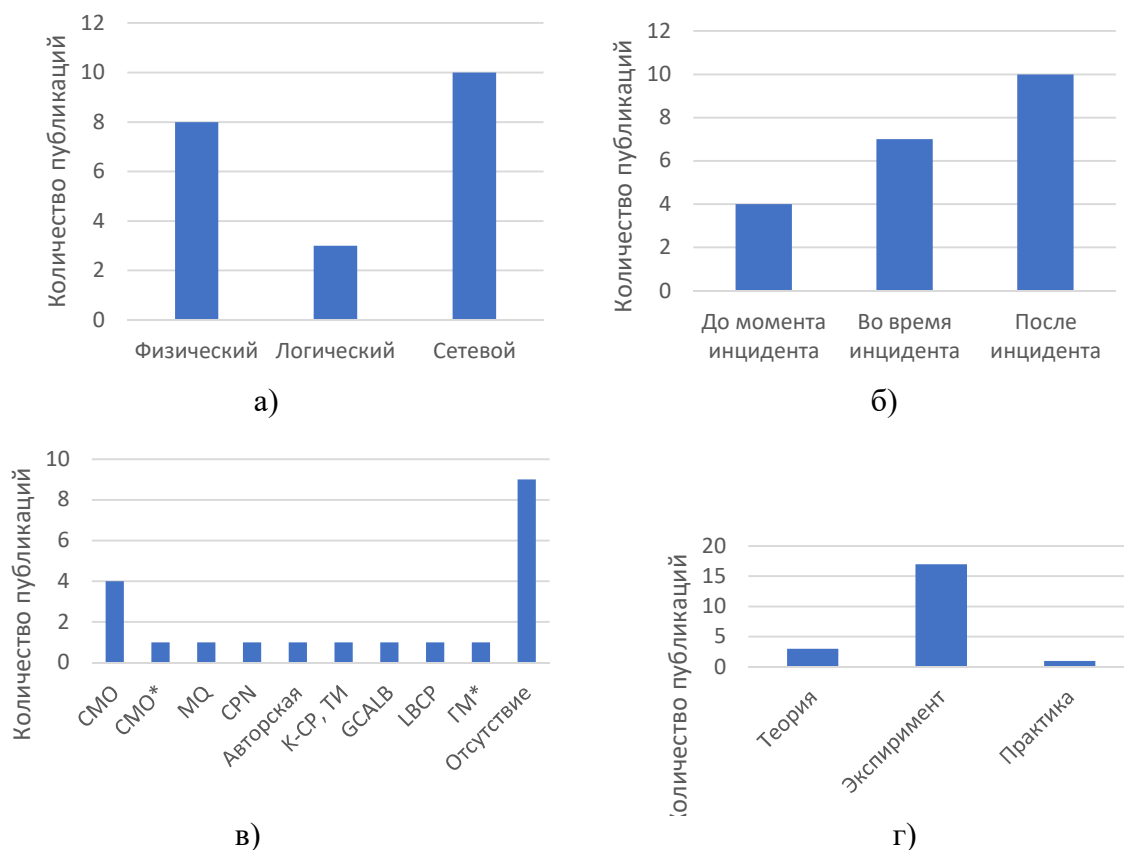 Количество публикаций
12
10
8
6
4
2
0
Физический
Логический
Сетевой
а)
Количество публикаций
12
10
8
6
4
2
0
До момента
инцидента
Во время
инцидента
После
инцидента
б)
Количество публикаций
10
8
6
4
2
0
СМО
СМО*
MQ
CPN
Авторская
К-СР, ТИ
GCALB
LBCP
ГМ*
Отсутствие
в)
Количество публикаций
20
15
10
5
0
Теория
Экспиримент
Практика
г)